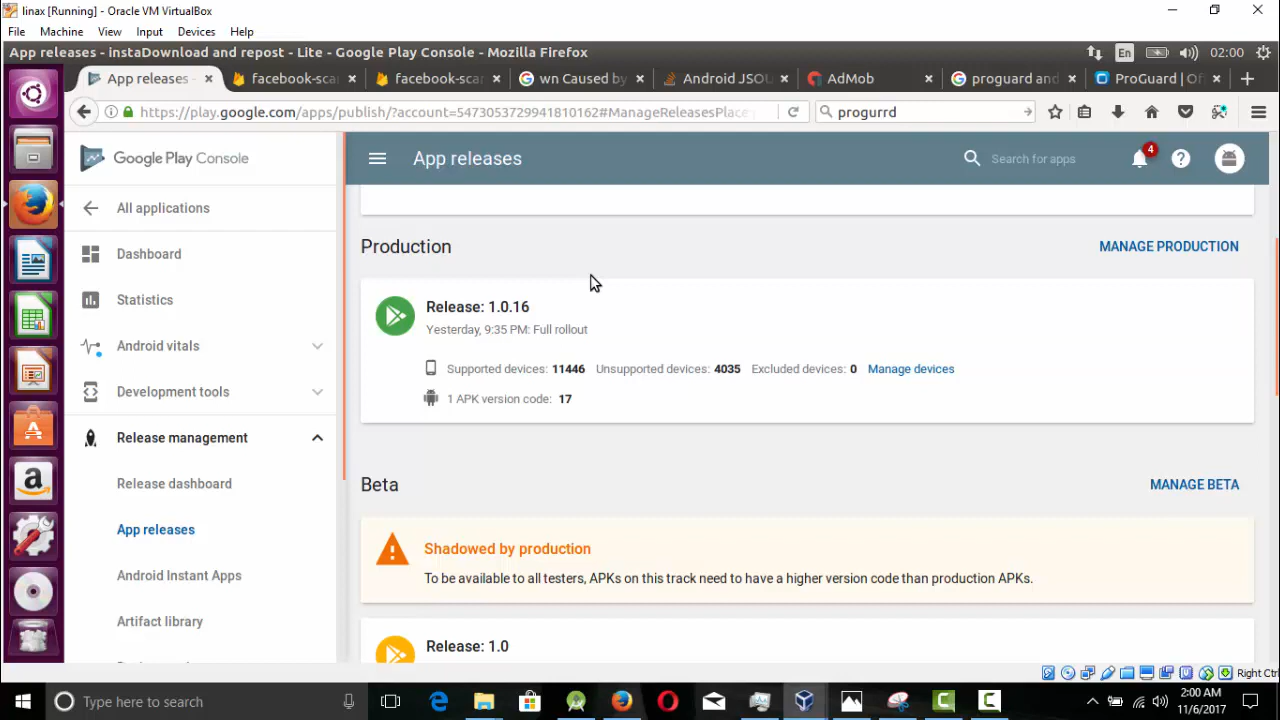 linax [Running] - Oracle VM VirtualBox
File Machine View Input Devices Help
App releases - instaDownload and repost - Lite - Google Play Console - Mozilla Firefox
En
02:00
App releases -
facebook-sca
facebook-sca
wn Caused by
Android JSOU
AdMob
proguard and
ProGuard | Of
https://play.google.com/apps/publish/?account=5473053729941810162#ManageReleasesPlace
progurrd
Google Play Console
App releases
Search for apps
4
All applications
Production
MANAGE PRODUCTION
Dashboard
Statistics
Release: 1.0.16
Yesterday, 9:35 PM: Full rollout
Android vitals
Supported devices: 11446 Unsupported devices: 4035 Excluded devices: 0 Manage devices
Development tools
1 APK version code: 17
Release management
Release dashboard
Beta
MANAGE BETA
App releases
Shadowed by production
Android Instant Apps
To be available to all testers, APKs on this track need to have a higher version code than production APKs.
Artifact library
Release: 1.0
Right Ctrl
Type here to search
2:00 AM
11/6/2017